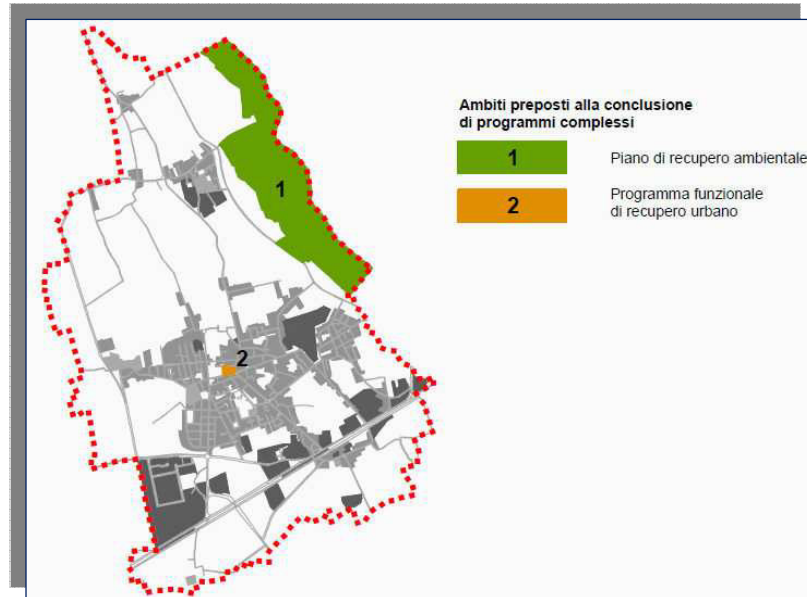 Ambiti preposti alla conclusione
di programmi complessi
1
Piano di recupero ambientale
2
Programma funzionale
di recupero urbano
1
2